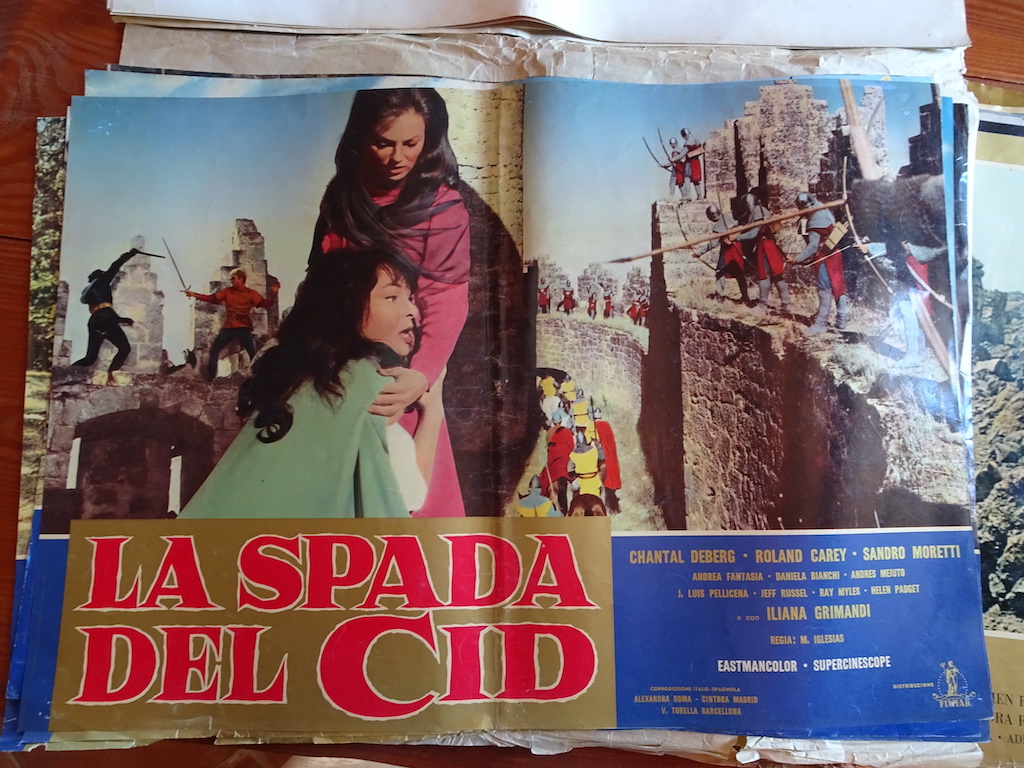 LA SPADA
DEL CID
CHANTAL DEBERG · ROLAND CAREY · SANDRO MORETTI
ANDREA FANTASIA · DANIELA BIANCHI · ANDRES MEJUTO
J. LUIS PELLICENA · JEFF RUSSEL · RAY MYLES · HELEN PADGET
e con ILIANA GRIMANDI
REGIA: M. IGLESIAS
EASTMANCOLOR · SUPERCINESCOPE
COPRODUZIONE ITALO-SPAGNOLA
ALEXANDRA ROMA · CINTORA MADRID
V. TORELLA BARCELLONA
DISTRIBUZIONE